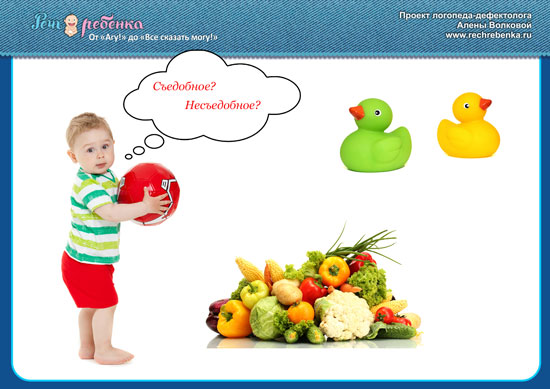 Речь ребенка
От «Агу!» до «Все сказать могу!»
Проект логопеда-дефектолога
Алены Волковой
www.rechrebenka.ru
Съедобное?
Несъедобное?